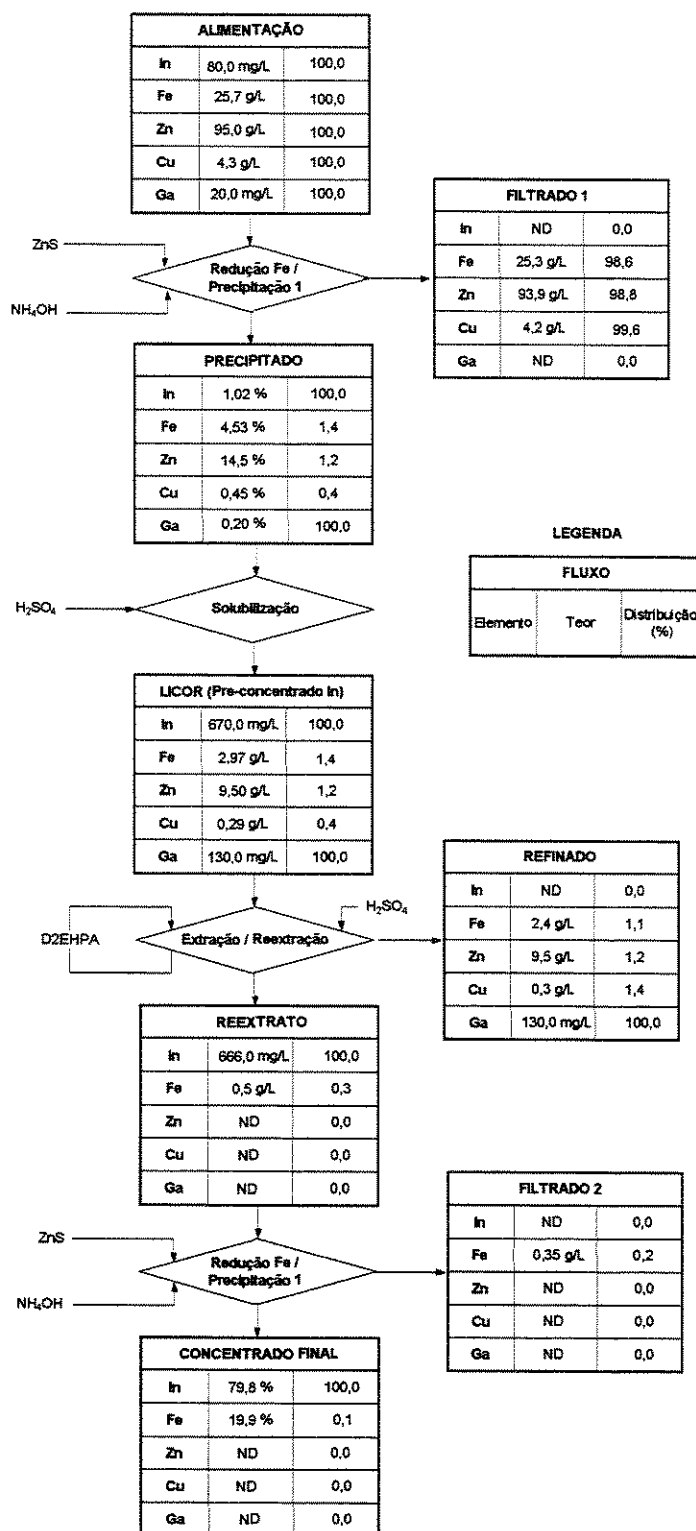 ALIMENTAÇÃO
In 80,0 mg/L 100,0
Fe 25,7 g/L 100,0
Zn 95,0 g/L 100,0
Cu 4,3 g/L 100,0
Ga 20,0 mg/L 100,0
ZnS
NH₄OH
Redução Fe /
Precipitação 1
FILTRADO 1
In ND 0,0
Fe 25,3 g/L 98,6
Zn 93,9 g/L 98,8
Cu 4,2 g/L 99,6
Ga ND 0,0
PRECIPITADO
In 1,02 % 100,0
Fe 4,53 % 1,4
Zn 14,5 % 1,2
Cu 0,45 % 0,4
Ga 0,20 % 100,0
LEGENDA
FLUXO
Elemento Teor Distribuição
(%)
H₂SO₄
Solubilização
LICOR (Pre-concentrado In)
In 670,0 mg/L 100,0
Fe 2,97 g/L 1,4
Zn 9,50 g/L 1,2
Cu 0,29 g/L 0,4
Ga 130,0 mg/L 100,0
D2EHPA
H₂SO₄
Extração / Reextração
REFINADO
In ND 0,0
Fe 2,4 g/L 1,1
Zn 9,5 g/L 1,2
Cu 0,3 g/L 1,4
Ga 130,0 mg/L 100,0
REEXTRATO
In 666,0 mg/L 100,0
Fe 0,5 g/L 0,3
Zn ND 0,0
Cu ND 0,0
Ga ND 0,0
ZnS
NH₄OH
Redução Fe /
Precipitação 1
FILTRADO 2
In ND 0,0
Fe 0,35 g/L 0,2
Zn ND 0,0
Cu ND 0,0
Ga ND 0,0
CONCENTRADO FINAL
In 79,8 % 100,0
Fe 19,9 % 0,1
Zn ND 0,0
Cu ND 0,0
Ga ND 0,0